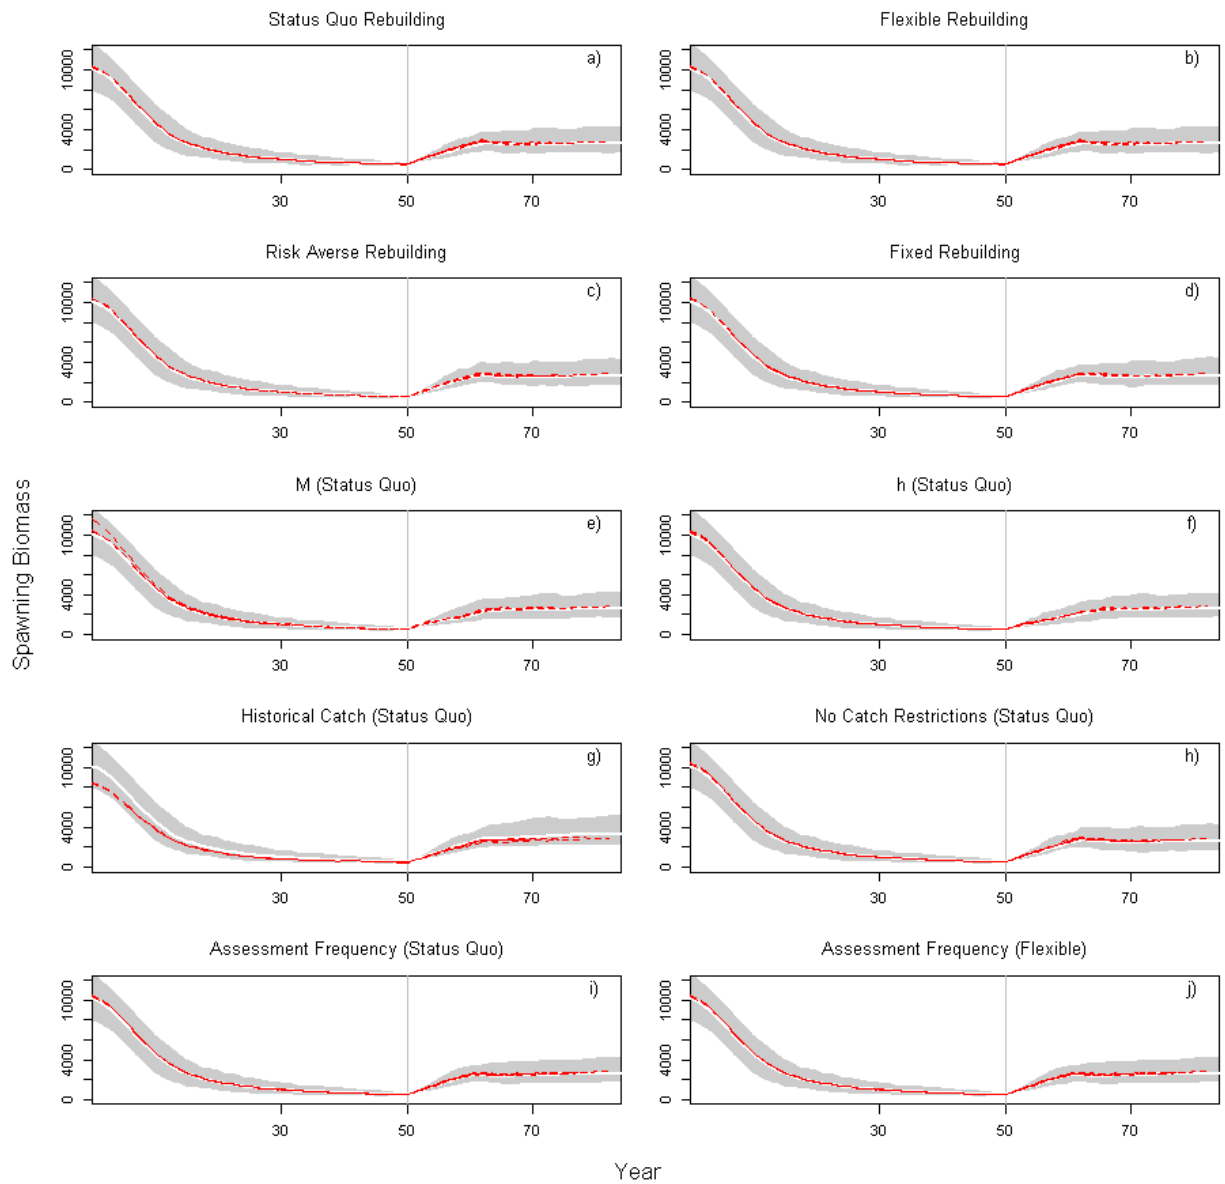 Status Quo Rebuilding
Flexible Rebuilding
a)
b)
0 4000 10000
0 4000 10000
30 50 70
30 50 70
Risk Averse Rebuilding
Fixed Rebuilding
c)
d)
0 4000 10000
0 4000 10000
30 50 70
30 50 70
M (Status Quo)
h (Status Quo)
e)
f)
0 4000 10000
0 4000 10000
30 50 70
30 50 70
Spawning Biomass
Historical Catch (Status Quo)
No Catch Restrictions (Status Quo)
g)
h)
0 4000 10000
0 4000 10000
30 50 70
30 50 70
Assessment Frequency (Status Quo)
Assessment Frequency (Flexible)
i)
j)
0 4000 10000
0 4000 10000
30 50 70
30 50 70
Year